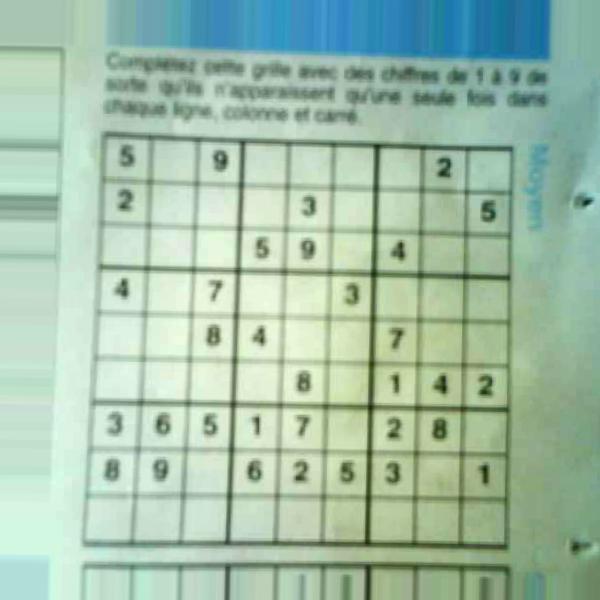 Complétez cette grille avec des chiffres de 1 à 9 de
sorte qu'ils n'apparaissent qu'une seule fois dans
chaque ligne, colonne et carré.
Moyen
5 9 2
2 3 5
5 9 4
4 7 3
8 4 7
8 1 4 2
3 6 5 1 7 2 8
8 9 6 2 5 3 1